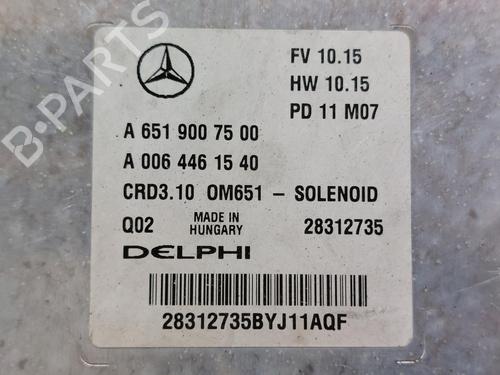 FV 10.15
HW 10.15
PD 11 M07
A 651 900 75 00
A 006 446 15 40
CRD3.10 OM651 - SOLENOID
Q02 MADE IN HUNGARY 28312735
DELPHI
28312735BYJ11AQF
B-PARTS